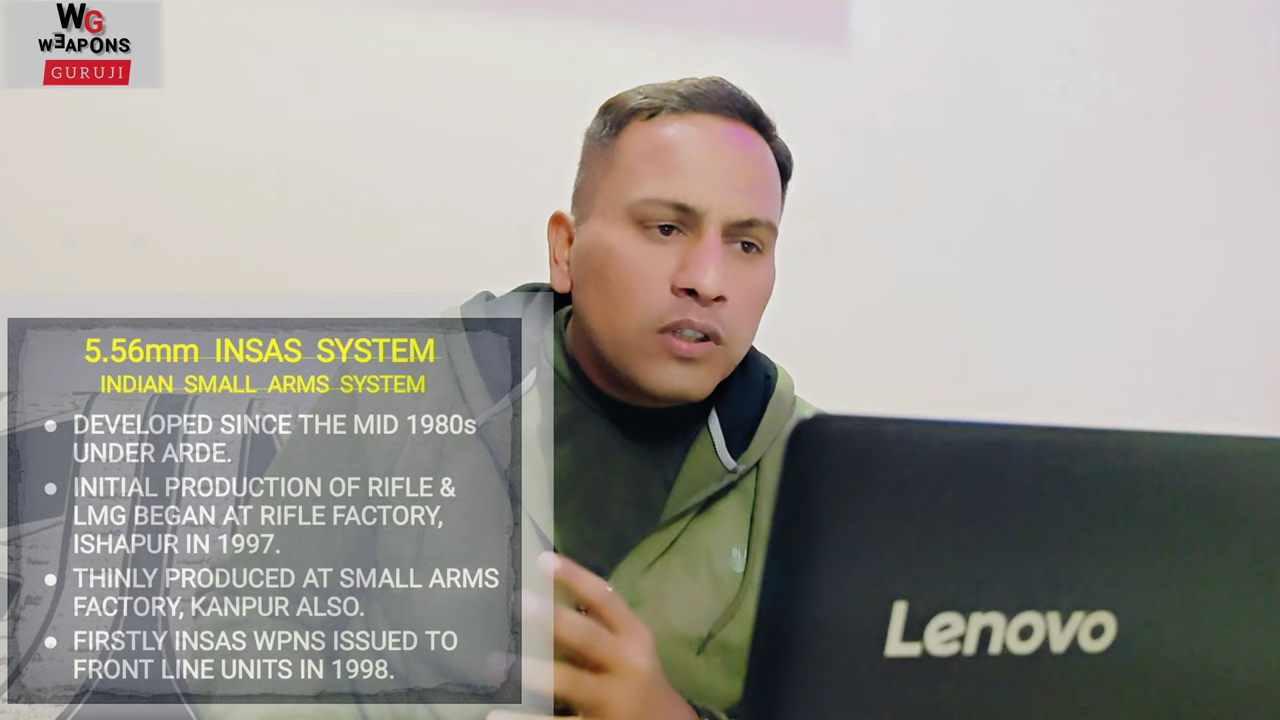 WG
WEAPONS
GURUJI
5.56mm INSAS SYSTEM
INDIAN SMALL ARMS SYSTEM
● DEVELOPED SINCE THE MID 1980s
UNDER ARDE.
● INITIAL PRODUCTION OF RIFLE &
LMG BEGAN AT RIFLE FACTORY,
ISHAPUR IN 1997.
● THINLY PRODUCED AT SMALL ARMS
FACTORY, KANPUR ALSO.
● FIRSTLY INSAS WPNS ISSUED TO
FRONT LINE UNITS IN 1998.
Lenovo